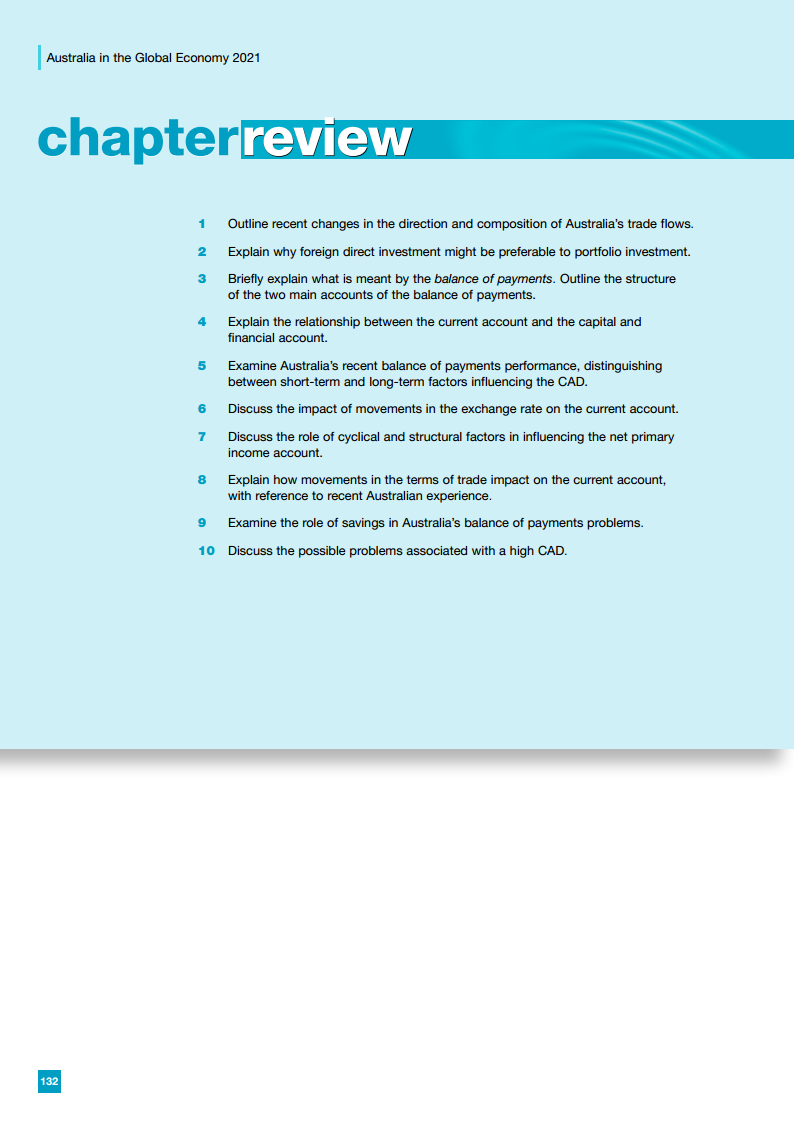 Australia in the Global Economy 2021
chapterreview
1 Outline recent changes in the direction and composition of Australia’s trade flows.
2 Explain why foreign direct investment might be preferable to portfolio investment.
3 Briefly explain what is meant by the balance of payments. Outline the structure
of the two main accounts of the balance of payments.
4 Explain the relationship between the current account and the capital and
financial account.
5 Examine Australia’s recent balance of payments performance, distinguishing
between short-term and long-term factors influencing the CAD.
6 Discuss the impact of movements in the exchange rate on the current account.
7 Discuss the role of cyclical and structural factors in influencing the net primary
income account.
8 Explain how movements in the terms of trade impact on the current account,
with reference to recent Australian experience.
9 Examine the role of savings in Australia’s balance of payments problems.
10 Discuss the possible problems associated with a high CAD.
132